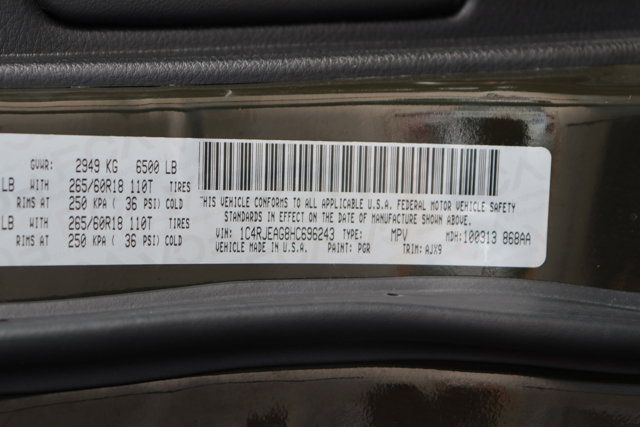 GVWR: 2949 KG 6500 LB
LB WITH 265/60R18 110T TIRES
RIMS AT 250 KPA ( 36 PSI) COLD
LB WITH 265/60R18 110T TIRES
RIMS AT 250 KPA ( 36 PSI) COLD
THIS VEHICLE CONFORMS TO ALL APPLICABLE U.S.A. FEDERAL MOTOR VEHICLE SAFETY
STANDARDS IN EFFECT ON THE DATE OF MANUFACTURE SHOWN ABOVE.
VIN: 1C4RJEAG8HC696243 TYPE: MPV MDH:100313 868AA
VEHICLE MADE IN U.S.A. PAINT: PGR TRIM: AJX9